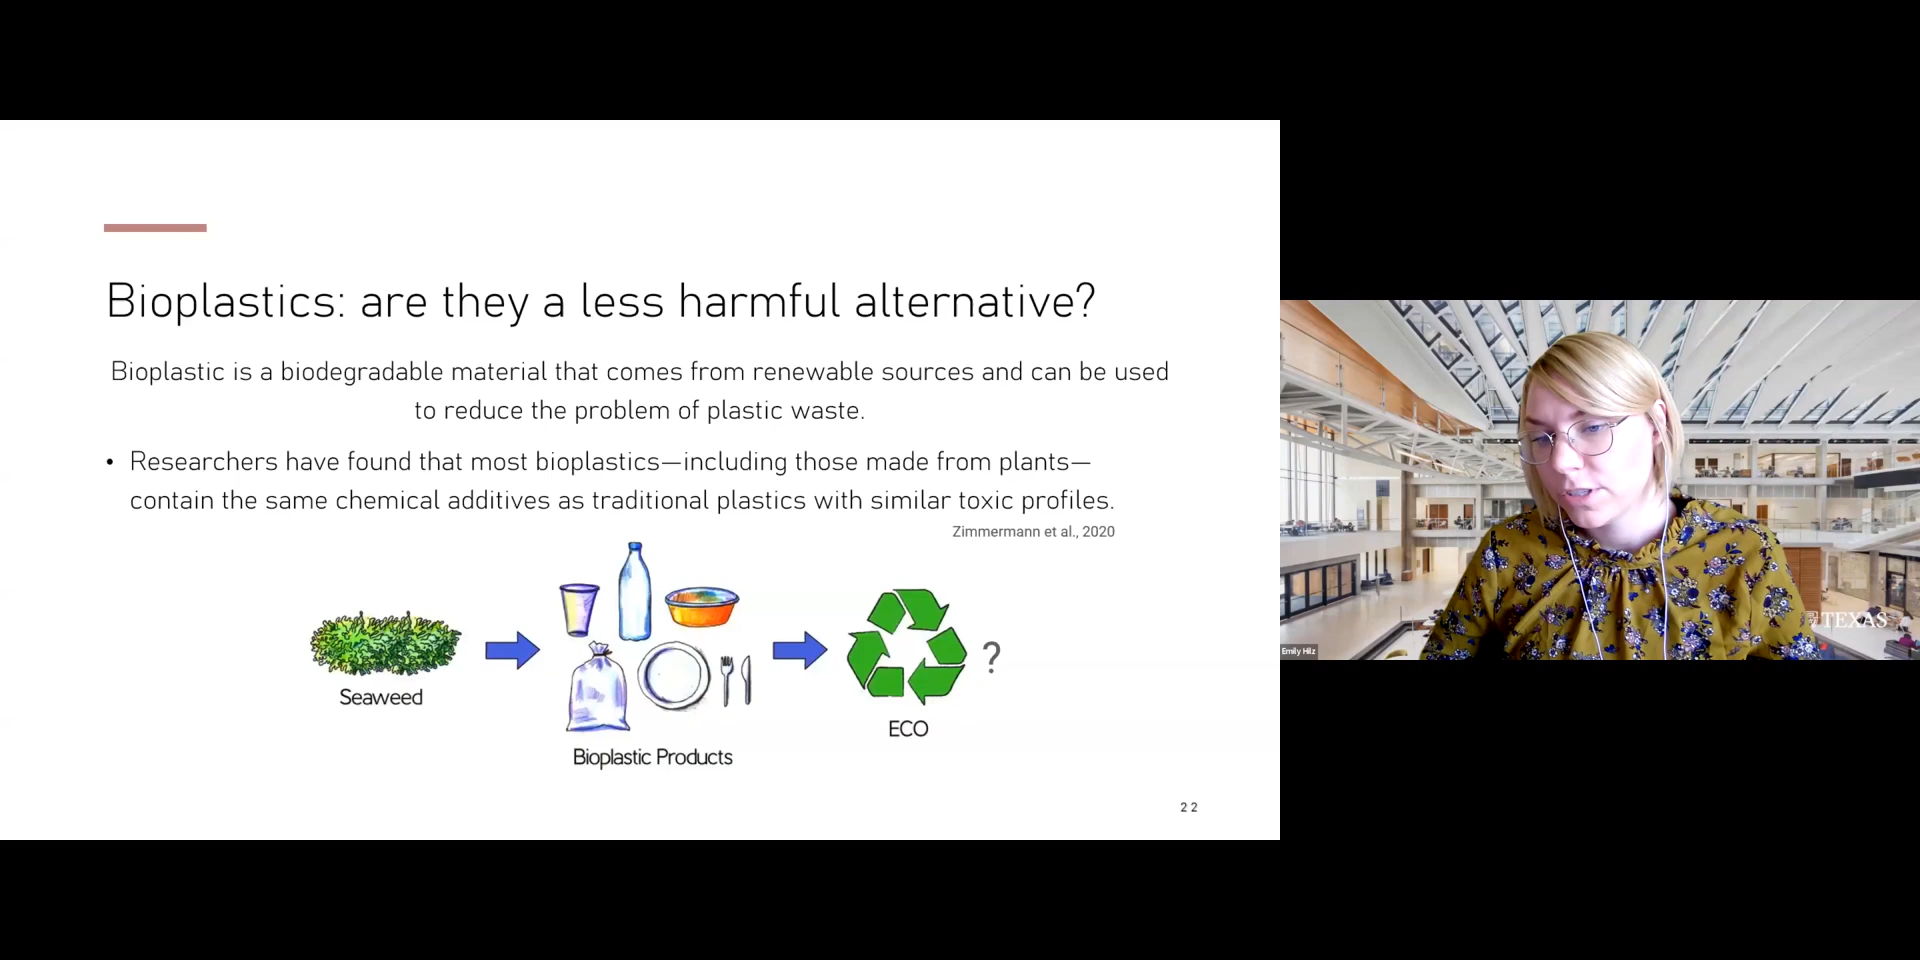 Bioplastics: are they a less harmful alternative?
Bioplastic is a biodegradable material that comes from renewable sources and can be used
to reduce the problem of plastic waste.
• Researchers have found that most bioplastics—including those made from plants—
contain the same chemical additives as traditional plastics with similar toxic profiles.
Zimmermann et al., 2020
?
Seaweed
ECO
Bioplastic Products
22
TEXAS
Emily Hilz